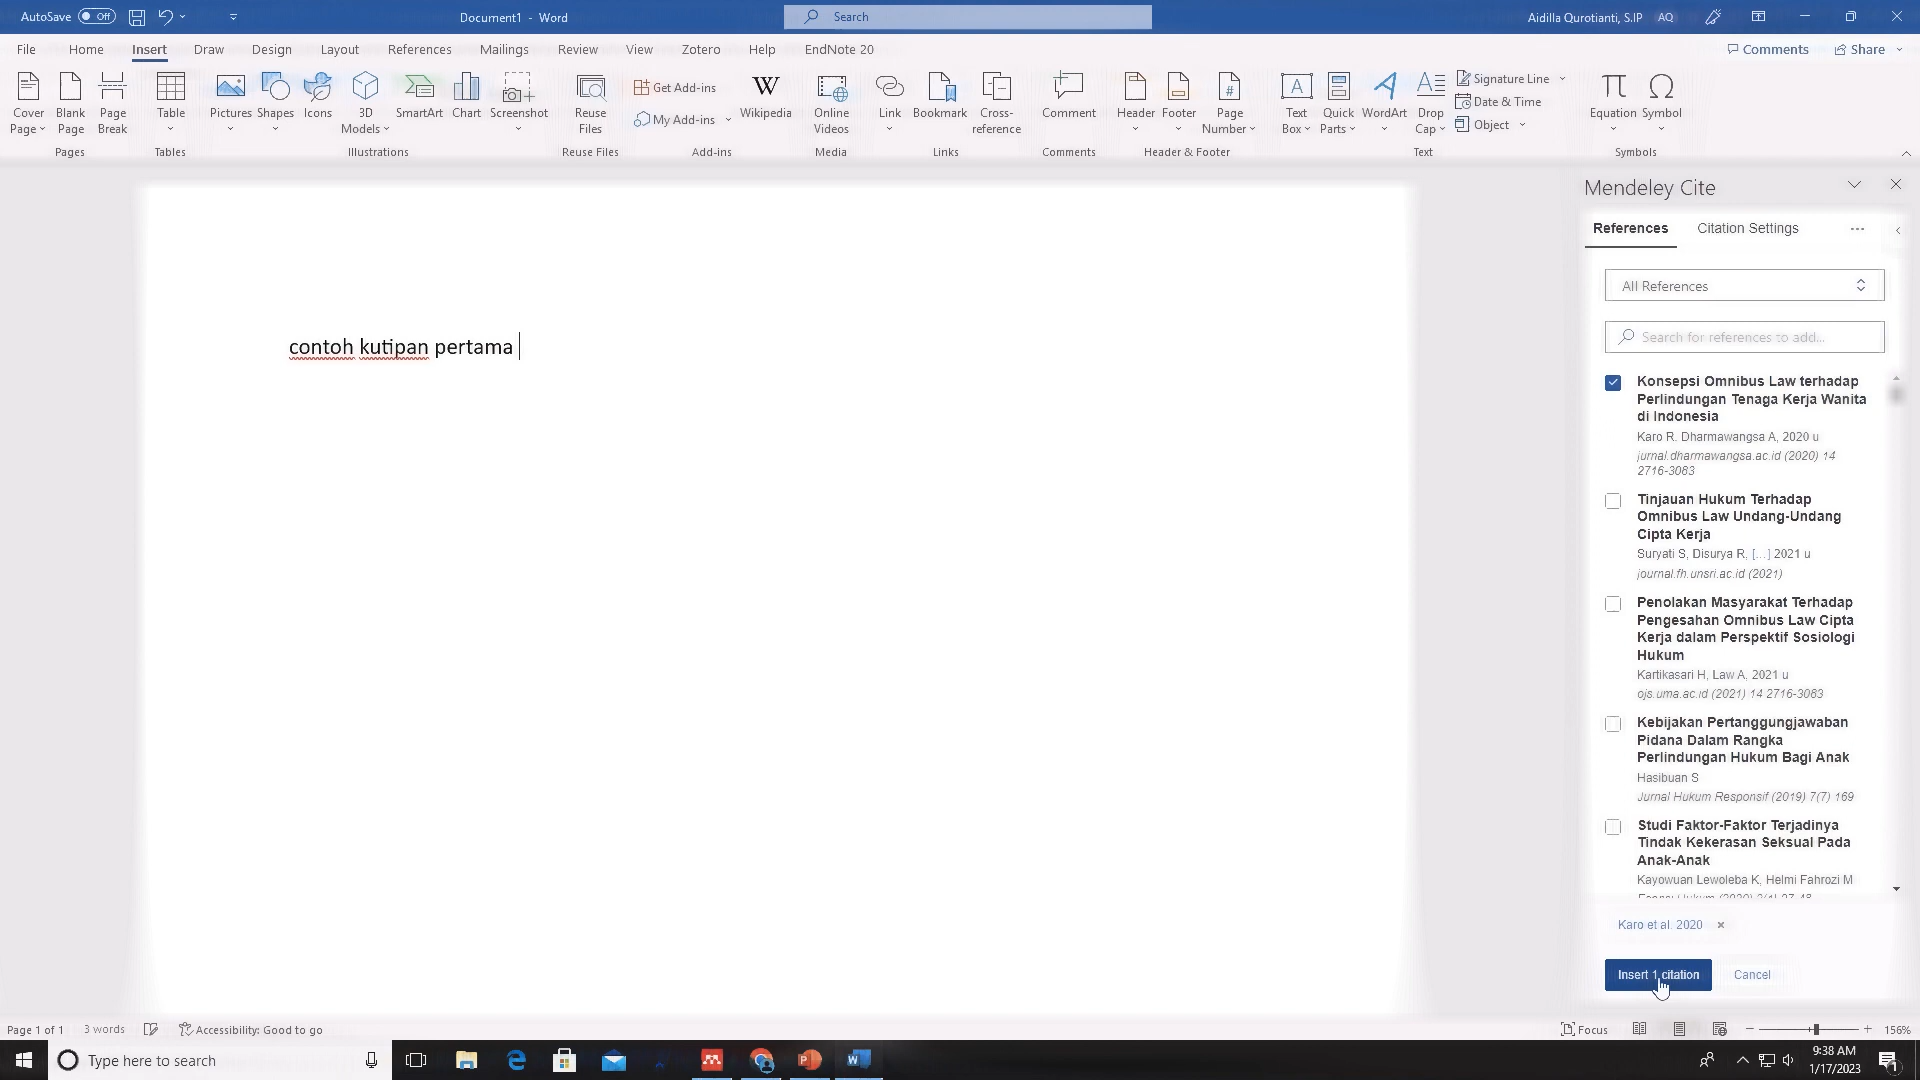 AutoSave Off Document1 - Word Search Aidilla Qurotianti, S.IP AQ
File Home Insert Draw Design Layout References Mailings Review View Zotero Help EndNote 20 Comments Share
Cover Page Blank Page Page Break Table Pictures Shapes Icons 3D Models SmartArt Chart Screenshot Reuse Files Get Add-ins My Add-ins Wikipedia Online Videos Link Bookmark Cross-reference Comment Header Footer Page Number Text Box Quick Parts WordArt Drop Cap Signature Line Date & Time Object Equation Symbol
Pages Tables Illustrations Reuse Files Add-ins Media Links Comments Header & Footer Text Symbols
contoh kutipan pertama
Mendeley Cite
References Citation Settings
All References
Search for references to add...
Konsepsi Omnibus Law terhadap
Perlindungan Tenaga Kerja Wanita
di Indonesia
Karo R. Dharmawangsa A, 2020 u
jurnal.dharmawangsa.ac.id (2020) 14
2716-3083
Tinjauan Hukum Terhadap
Omnibus Law Undang-Undang
Cipta Kerja
Suryati S, Disurya R, [...] 2021 u
journal.fh.unsri.ac.id (2021)
Penolakan Masyarakat Terhadap
Pengesahan Omnibus Law Cipta
Kerja dalam Perspektif Sosiologi
Hukum
Kartikasari H, Law A, 2021 u
ojs.uma.ac.id (2021) 14 2716-3083
Kebijakan Pertanggungjawaban
Pidana Dalam Rangka
Perlindungan Hukum Bagi Anak
Hasibuan S
Jurnal Hukum Responsif (2019) 7(7) 169
Studi Faktor-Faktor Terjadinya
Tindak Kekerasan Seksual Pada
Anak-Anak
Kayowuan Lewoleba K, Helmi Fahrozi M
Karo et al. 2020
Insert 1 citation Cancel
Page 1 of 1 3 words Accessibility: Good to go Focus 156%
Type here to search 9:38 AM
1/17/2023